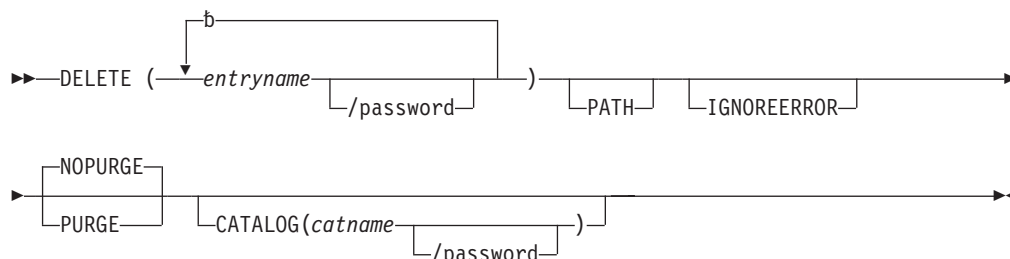 ƀ
DELETE ( entryname )
/password
PATH
IGNOREERROR
NOPURGE
PURGE
CATALOG(catname )
/password